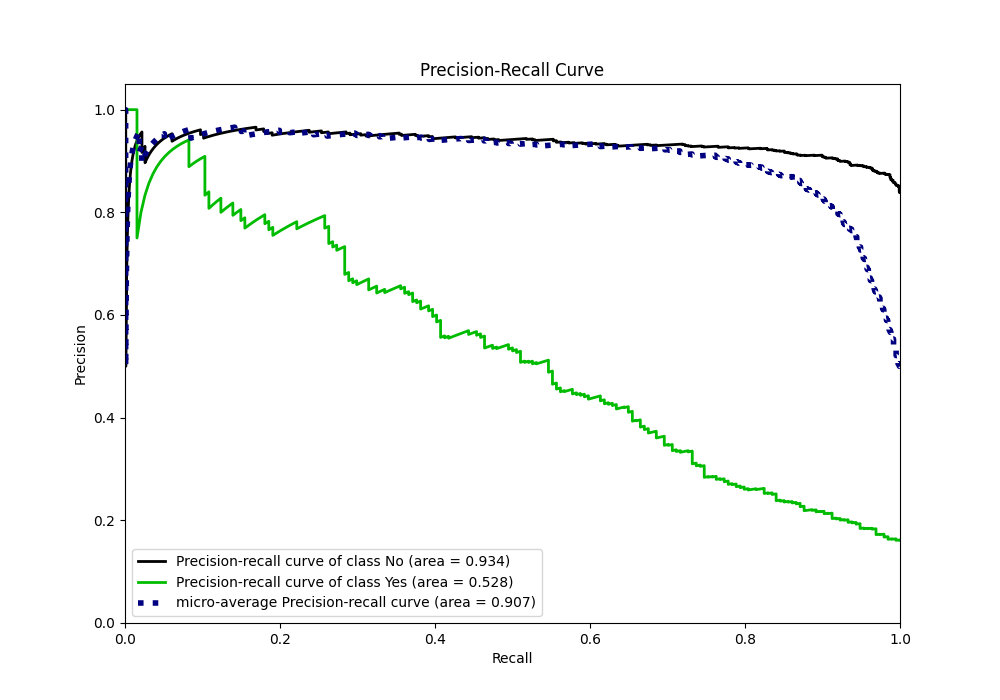 Precision-Recall Curve
1.0
0.8
0.6
0.4
0.2
0.0
Precision
Precision-recall curve of class No (area = 0.934)
Precision-recall curve of class Yes (area = 0.528)
micro-average Precision-recall curve (area = 0.907)
0.0 0.2 0.4 0.6 0.8 1.0
Recall